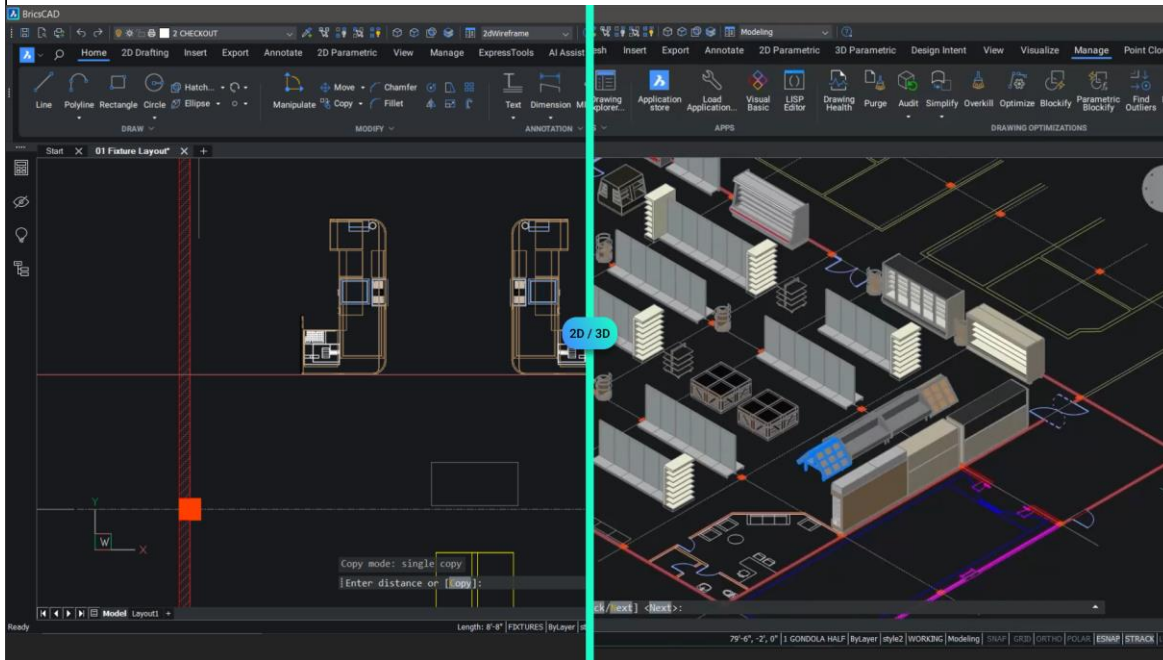 BricsCAD
2 CHECKOUT
2dWireframe
Modeling
Home 2D Drafting Insert Export Annotate 2D Parametric View Manage ExpressTools AI Assist
esh Insert Export Annotate 2D Parametric 3D Parametric Design Intent View Visualize Manage Point Clo
Line Polyline Rectangle Circle
Hatch...
Ellipse
Manipulate
Move Chamfer
Copy Fillet
Text Dimension
DRAW MODIFY ANNOTATION
Drawing Explorer...
Application store
Load Application...
Visual Basic
LISP Editor
Drawing Health
Purge Audit Simplify Overkill Optimize Blockify
Parametric Blockify
Find Outliers
APPS DRAWING OPTIMIZATIONS
Start 01 Fixture Layout*
2D / 3D
Y
W X
Copy mode: single copy
Enter distance or [Copy]:
ck/Next] <Next>:
Model Layout1 +
Ready
Length: 8'-8" FIXTURES ByLayer
79'-6", -2', 0" 1 GONDOLA HALF ByLayer style2 WORKING Modeling SNAP GRID ORTHO POLAR ESNAP STRACK